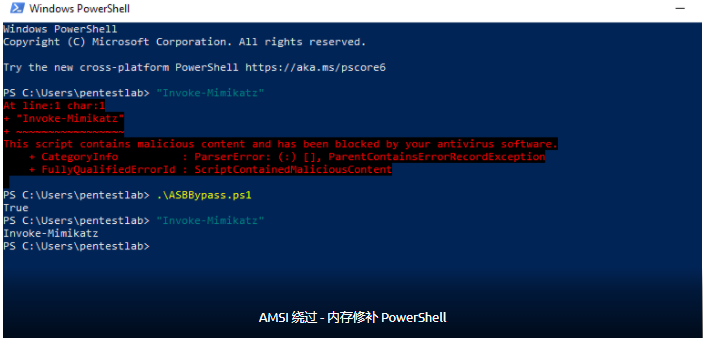 Windows PowerShell
Windows PowerShell
Copyright (C) Microsoft Corporation. All rights reserved.
Try the new cross-platform PowerShell https://aka.ms/pscore6
PS C:\Users\pentestlab> "Invoke-Mimikatz"
At line:1 char:1
+ "Invoke-Mimikatz"
+ ~~~~~~~~~~~~~~~~~
This script contains malicious content and has been blocked by your antivirus software.
    + CategoryInfo          : ParserError: (:) [], ParentContainsErrorRecordException
    + FullyQualifiedErrorId : ScriptContainedMaliciousContent
PS C:\Users\pentestlab> .\ASBBypass.ps1
True
PS C:\Users\pentestlab> "Invoke-Mimikatz"
Invoke-Mimikatz
PS C:\Users\pentestlab>
AMSI 绕过 - 内存修补 PowerShell